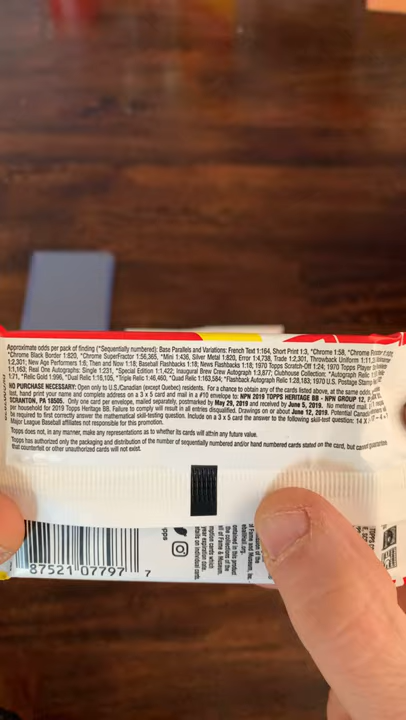 Approximate odds per pack of finding (*Sequentially numbered): Base Parallels and Variations: French Text 1:164, Short Print 1:3, *Chrome 1:58, *Chrome
*Chrome Black Border 1:820, *Chrome SuperFractor 1:56,365, *Mini 1:436, Silver Metal 1:820, Error 1:4,738, Trade 1:2,301, Throwback Uniform
1:2,301; New Age Performers 1:6; Then and Now 1:18; Baseball Flashbacks 1:18; News Flashbacks 1:18; 1970 Topps Scratch-Off 1:24; 1970 Topps Player
1:1,163; Real One Autographs: Single 1:231, *Special Edition 1:1,422; Inaugural Brew Crew Autograph 1:3,877; Clubhouse Collection: *Autograph Relic
1:71, *Relic Gold 1:996, *Dual Relic 1:16,105, *Triple Relic 1:46,460, *Quad Relic 1:163,584; *Flashback Autograph Relic 1:28,183; 1970 U.S. Postage Stamp
NO PURCHASE NECESSARY: Open only to U.S./Canadian (except Quebec) residents. For a chance to obtain any of the cards listed above, at the same odds
list, hand print your name and complete address on a 3 x 5 card and mail in a #10 envelope to: NPN 2019 TOPPS HERITAGE BB - NPN GROUP 12,
SCRANTON, PA 18505. Only one card per envelope, mailed separately, postmarked by May 29, 2019 and received by June 5, 2019. No metered mail.
per household for 2019 Topps Heritage BB. Failure to comply will result in all entries disqualified. Drawings on or about June 12, 2019. Potential
is required to first correctly answer the mathematical skill-testing question. Include on a 3 x 5 card the answer to the following skill-test question:
Major League Baseball affiliates not responsible for this promotion.
Topps does not, in any manner, make representations as to whether its cards will attain any future value.
Topps has authorized only the packaging and distribution of the number of sequentially numbered and/or hand numbered cards stated on the card, but cannot guarantee
that counterfeit or other unauthorized cards will not exist.
87521 07797 7